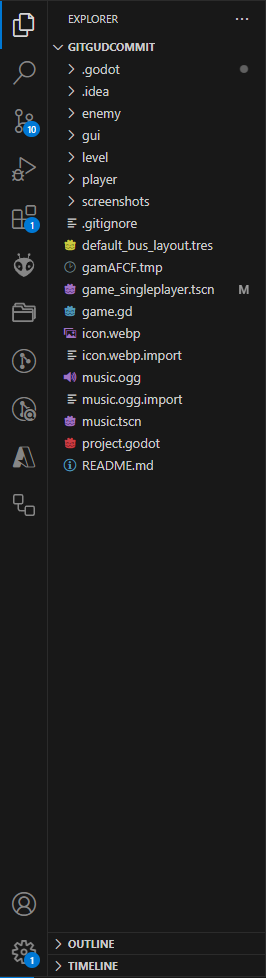 EXPLORER
GITGUDCOMMIT
.godot
.idea
enemy
gui
level
player
screenshots
.gitignore
default_bus_layout.tres
gamAFCF.tmp
game_singleplayer.tscn M
game.gd
icon.webp
icon.webp.import
music.ogg
music.ogg.import
music.tscn
project.godot
README.md
10
1
1
OUTLINE
TIMELINE